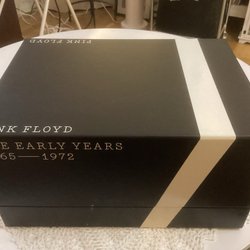 PINK FLOYD
NK FLOYD
E EARLY YEARS
65—1972